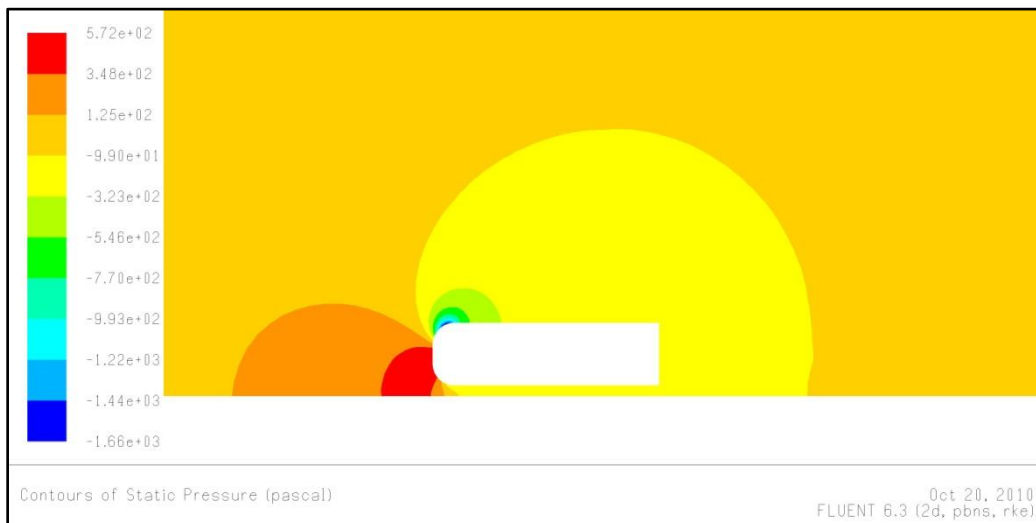 5.72e+02
3.48e+02
1.25e+02
-9.90e+01
-3.23e+02
-5.46e+02
-7.70e+02
-9.93e+02
-1.22e+03
-1.44e+03
-1.66e+03
Contours of Static Pressure (pascal)
Oct 20, 2010
FLUENT 6.3 (2d, pbns, rke)